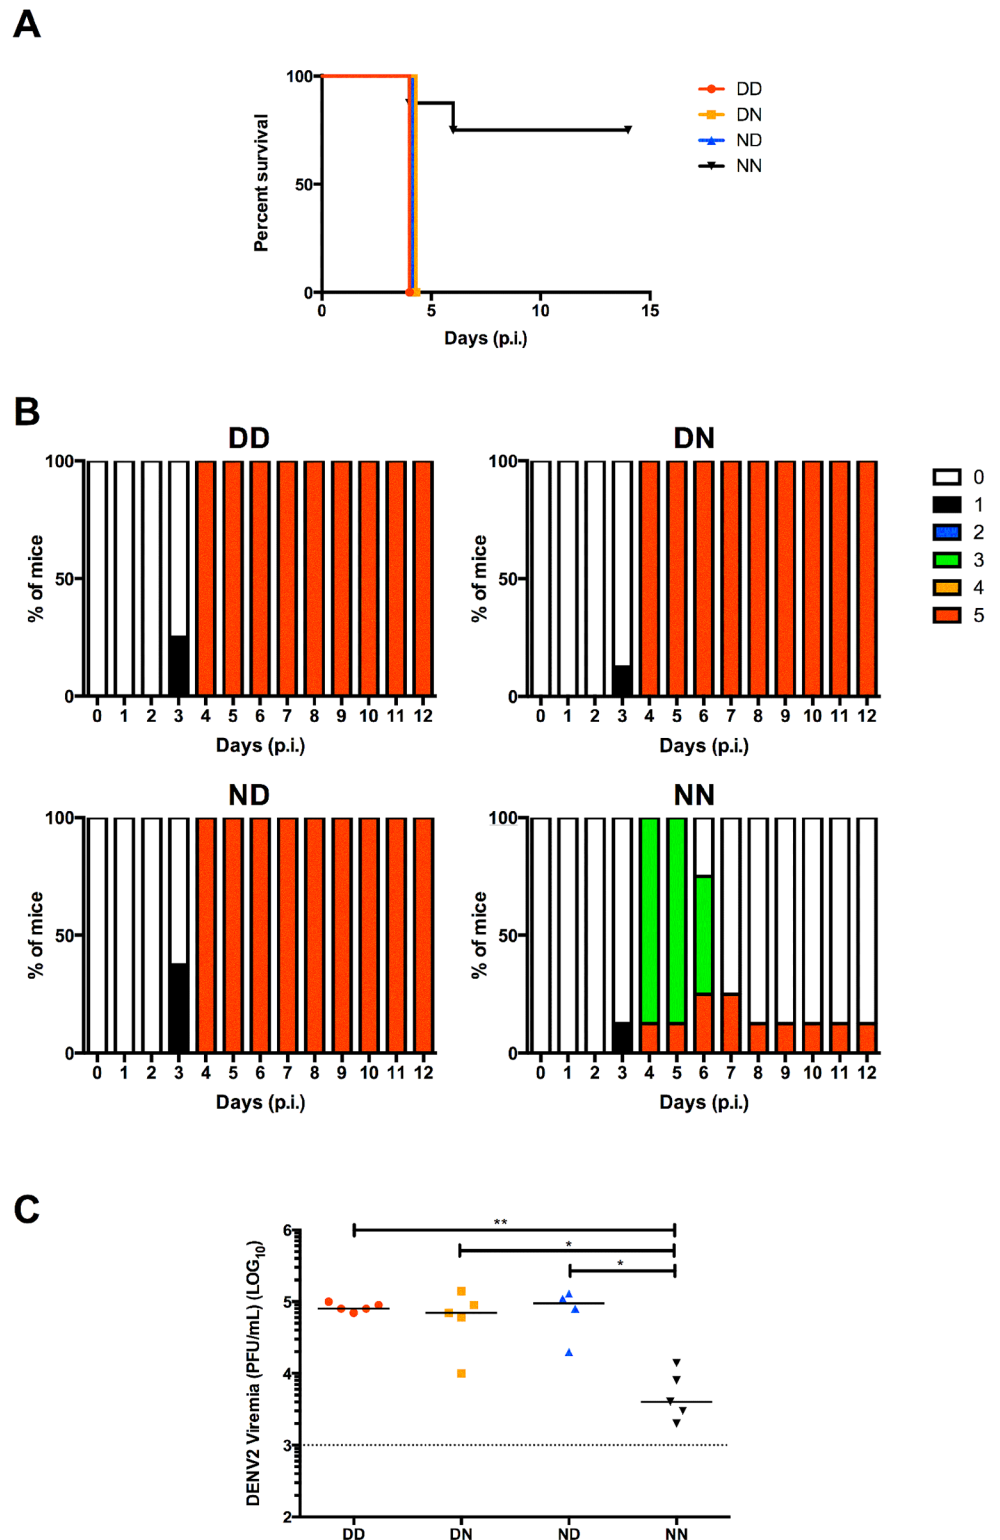 A
100
50
0
Percent survival
0 5 10 15
Days (p.i.)
DD
DN
ND
NN
B
DD
100
50
0
% of mice
0 1 2 3 4 5 6 7 8 9 10 11 12
Days (p.i.)
DN
100
50
0
% of mice
0 1 2 3 4 5 6 7 8 9 10 11 12
Days (p.i.)
0
1
2
3
4
5
ND
100
50
0
% of mice
0 1 2 3 4 5 6 7 8 9 10 11 12
Days (p.i.)
NN
100
50
0
% of mice
0 1 2 3 4 5 6 7 8 9 10 11 12
Days (p.i.)
C
**
*
*
6
5
4
3
2
DENV2 Viremia (PFU/mL) (LOG10)
DD DN ND NN